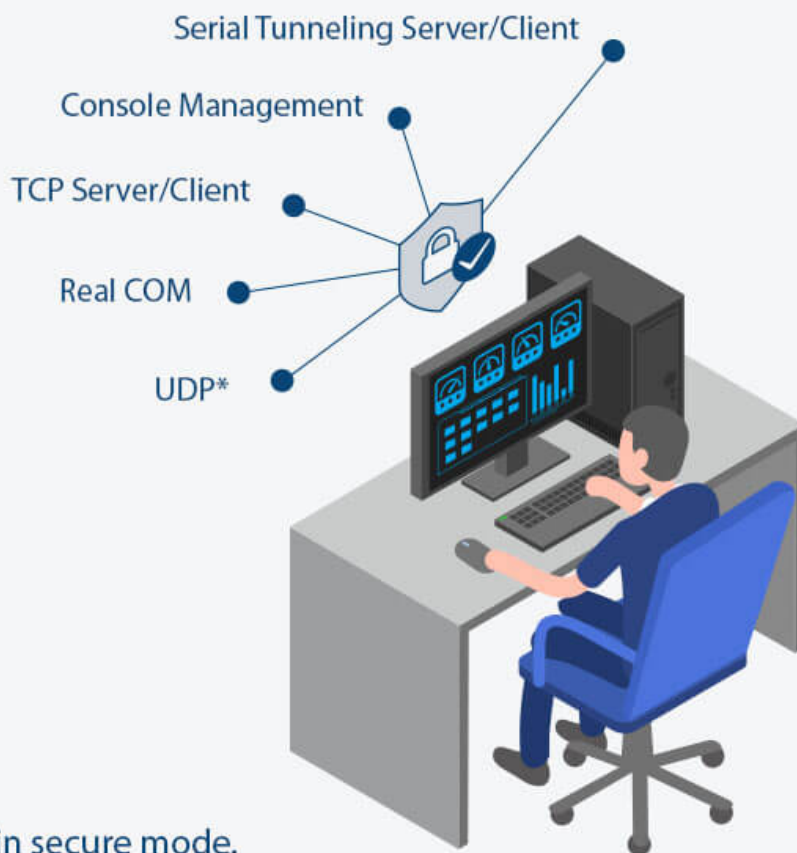 Serial Tunneling Server/Client
Console Management
TCP Server/Client
Real COM
UDP*
in secure mode.